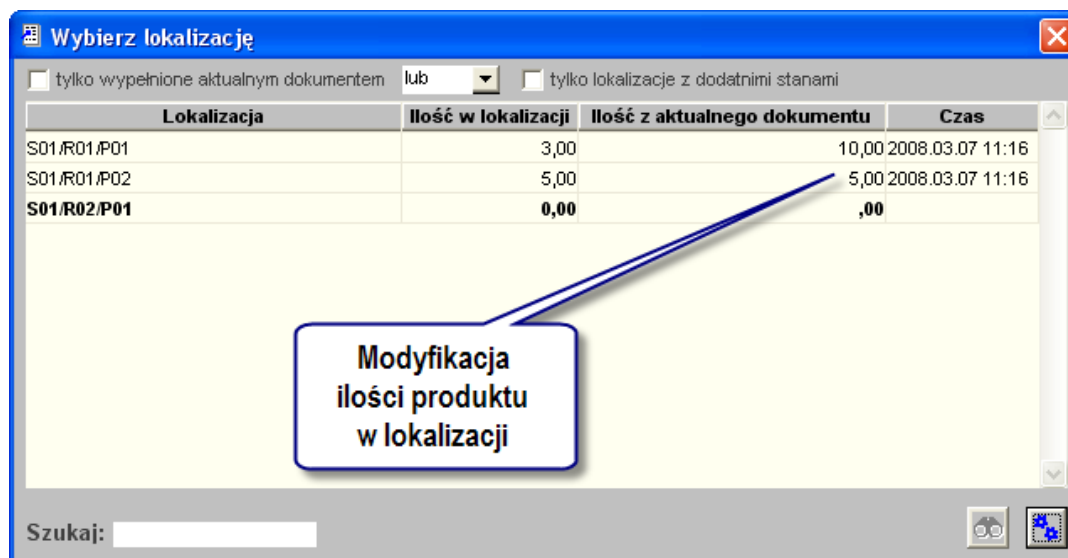 Wybierz lokalizację
tylko wypełnione aktualnym dokumentem lub tylko lokalizacje z dodatnimi stanami
Lokalizacja Ilość w lokalizacji Ilość z aktualnego dokumentu Czas
S01/R01/P01 3,00 10,00 2008.03.07 11:16
S01/R01/P02 5,00 5,00 2008.03.07 11:16
S01/R02/P01 0,00 ,00
Modyfikacja
ilości produktu
w lokalizacji
Szukaj: